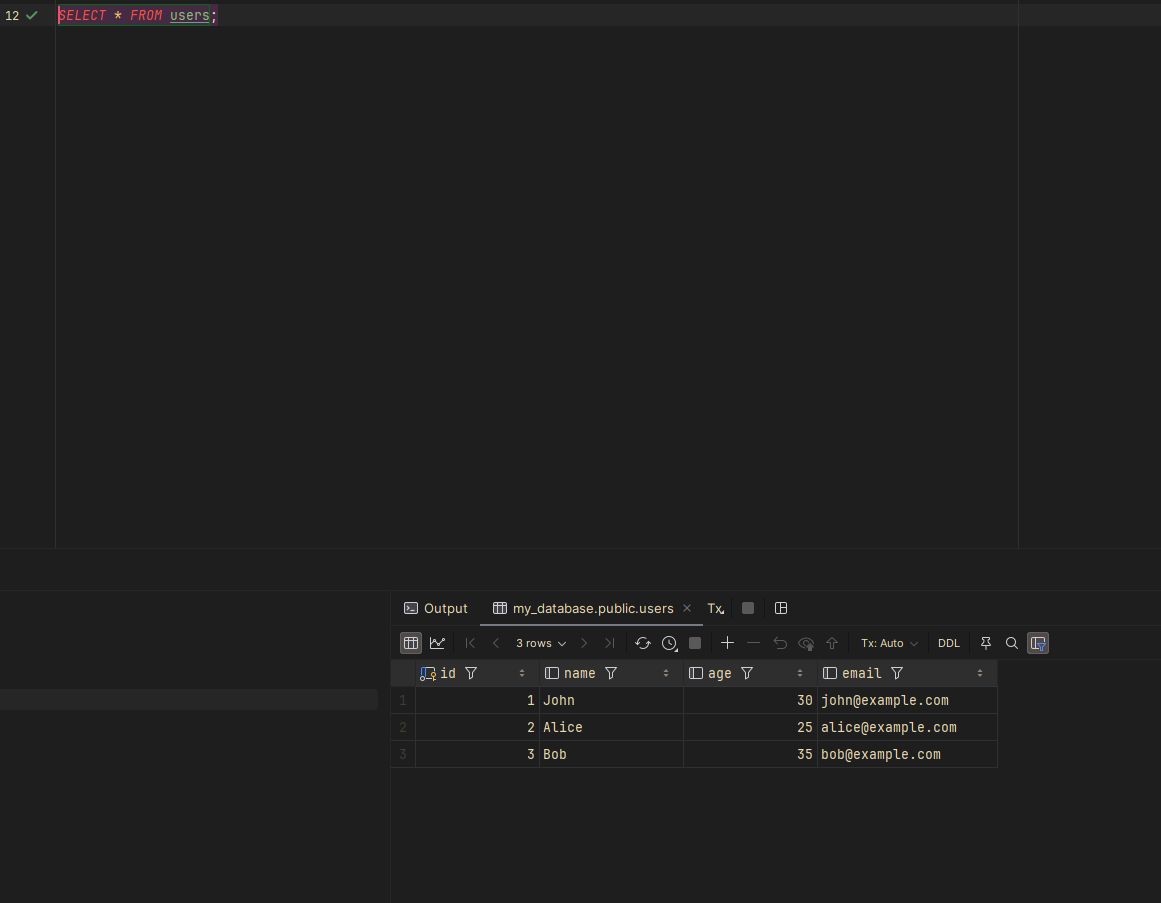 12 SELECT * FROM users;
Output my_database.public.users Tx
3 rows Tx: Auto DDL
id name age email
1 1 John 30 john@example.com
2 2 Alice 25 alice@example.com
3 3 Bob 35 bob@example.com